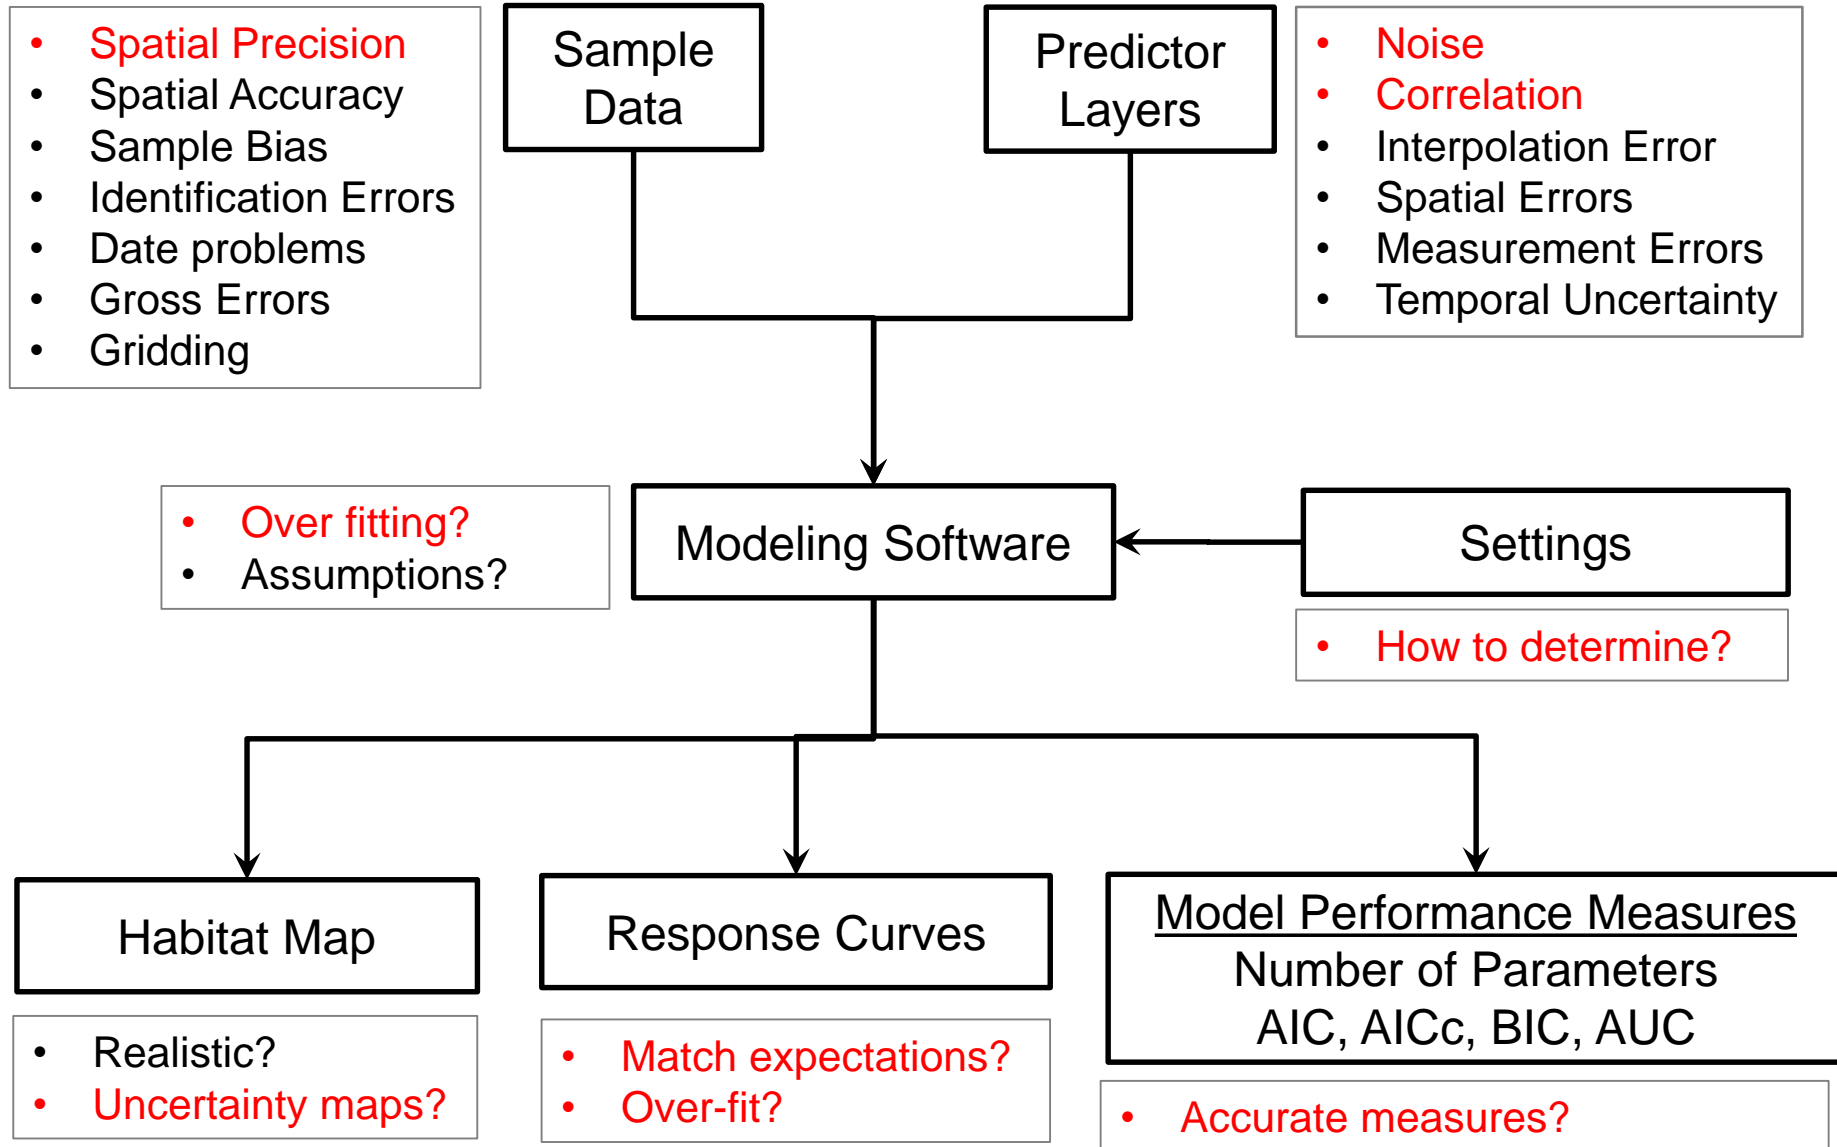 • Spatial Precision
• Spatial Accuracy
• Sample Bias
• Identification Errors
• Date problems
• Gross Errors
• Gridding
Sample
Data
Predictor
Layers
• Noise
• Correlation
• Interpolation Error
• Spatial Errors
• Measurement Errors
• Temporal Uncertainty
• Over fitting?
• Assumptions?
Modeling Software
Settings
• How to determine?
Habitat Map
• Realistic?
• Uncertainty maps?
Response Curves
• Match expectations?
• Over-fit?
Model Performance Measures
Number of Parameters
AIC, AICc, BIC, AUC
• Accurate measures?